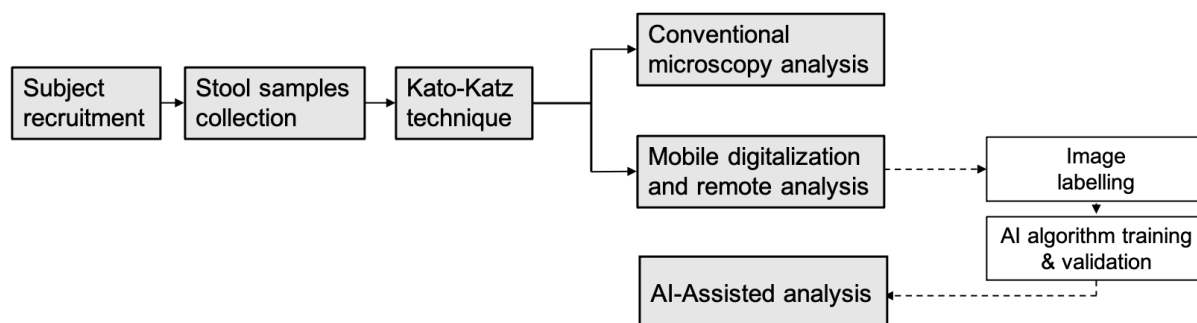 Subject
recruitment
Stool samples
collection
Kato-Katz
technique
Conventional
microscopy analysis
Mobile digitalization
and remote analysis
Image
labelling
AI algorithm training
& validation
AI-Assisted analysis